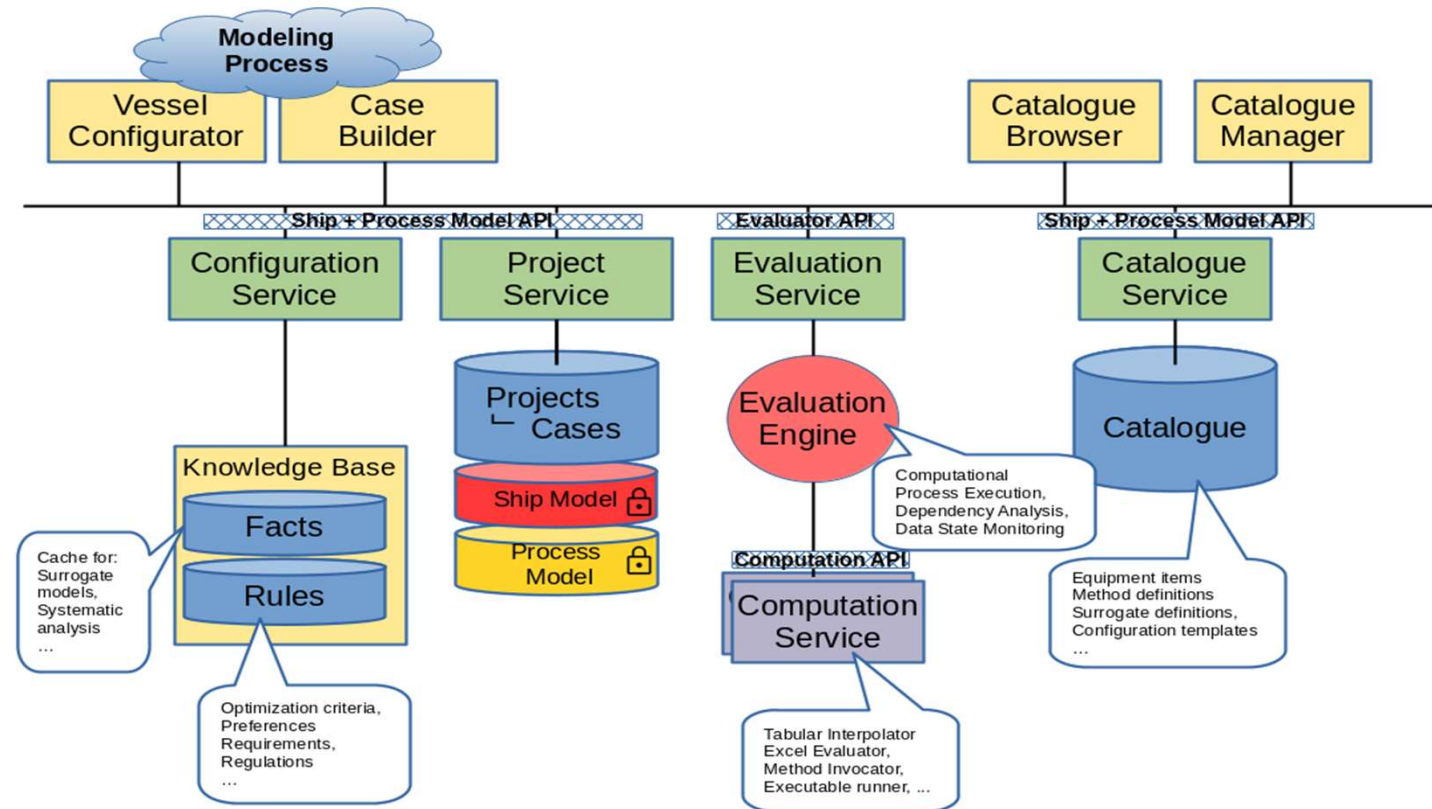 Modeling
Process
Vessel
Configurator
Case
Builder
Catalogue
Browser
Catalogue
Manager
Ship + Process Model API
Evaluator API
Ship + Process Model API
Configuration
Service
Project
Service
Evaluation
Service
Catalogue
Service
Projects
Cases
Ship Model
Process
Model
Evaluation
Engine
Catalogue
Knowledge Base
Facts
Rules
Computational
Process Execution,
Dependency Analysis,
Data State Monitoring
Cache for:
Surrogate
models,
Systematic
analysis
...
Computation API
Computation
Service
Equipment items
Method definitions
Surrogate definitions,
Configuration templates
...
Optimization criteria,
Preferences
Requirements,
Regulations
...
Tabular Interpolator
Excel Evaluator,
Method Invocator,
Executable runner, ...